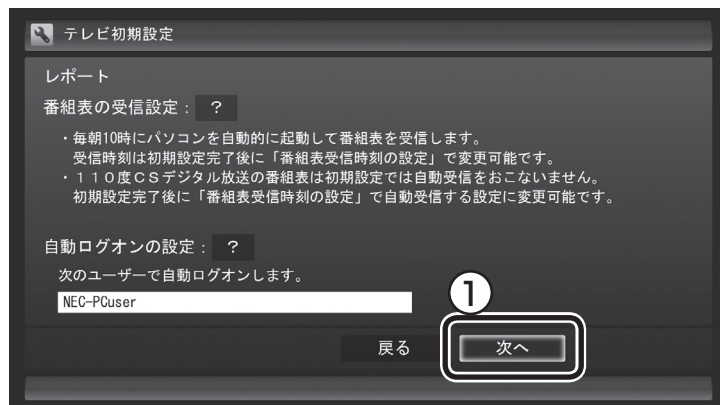 テレビ初期設定
レポート
番組表の受信設定： ？
・毎朝10時にパソコンを自動的に起動して番組表を受信します。
受信時刻は初期設定完了後に「番組表受信時刻の設定」で変更可能です。
・１１０度ＣＳデジタル放送の番組表は初期設定では自動受信をおこないません。
初期設定完了後に「番組表受信時刻の設定」で自動受信する設定に変更可能です。
自動ログオンの設定： ？
次のユーザーで自動ログオンします。
NEC-PCuser
①
戻る 次へ